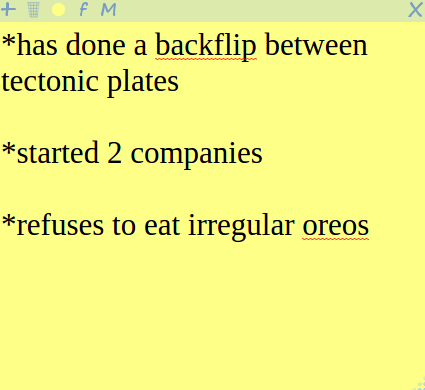 *has done a backflip between
tectonic plates
*started 2 companies
*refuses to eat irregular oreos